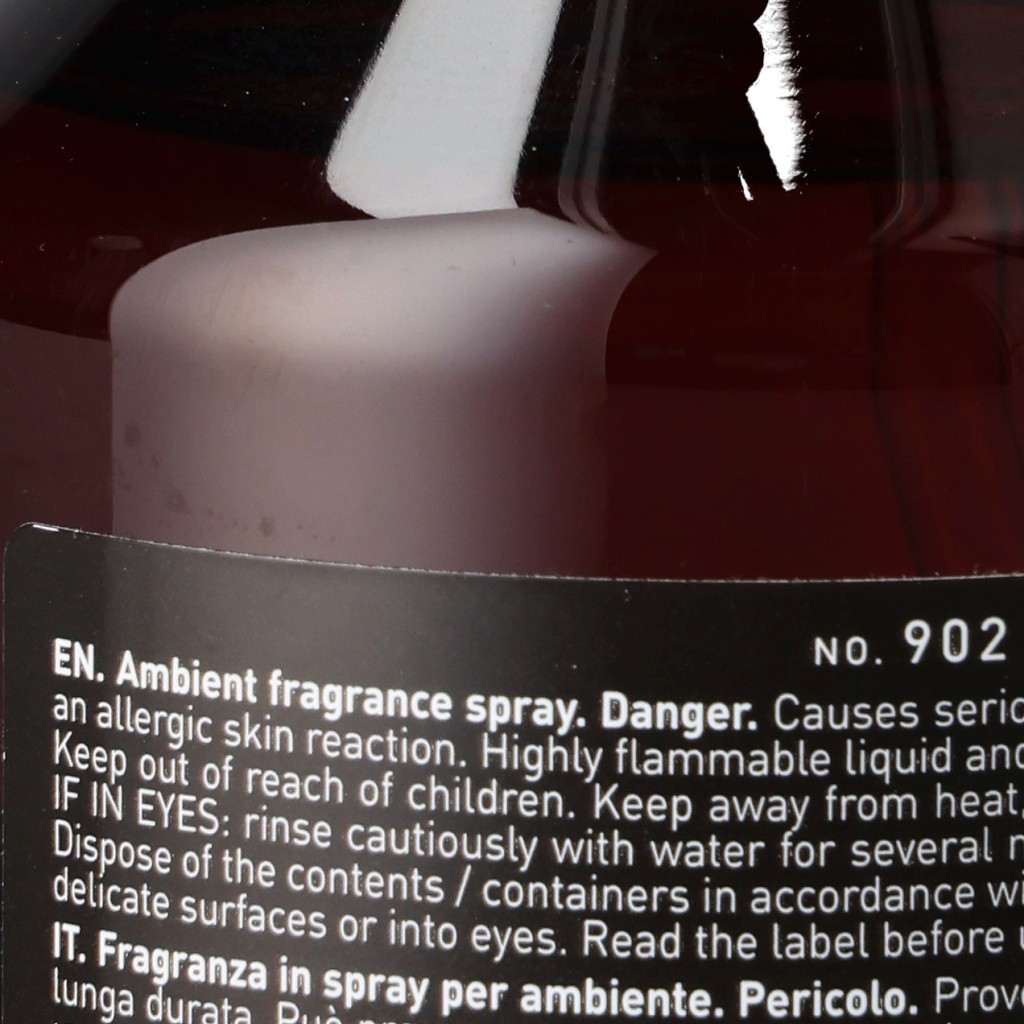 NO. 902
EN. Ambient fragrance spray. Danger. Causes
an allergic skin reaction. Highly flammable liquid and
Keep out of reach of children. Keep away from heat,
IF IN EYES: rinse cautiously with water for several
Dispose of the contents / containers in accordance
delicate surfaces or into eyes. Read the label before
IT. Fragranza in spray per ambiente. Pericolo.
lunga durata. Può